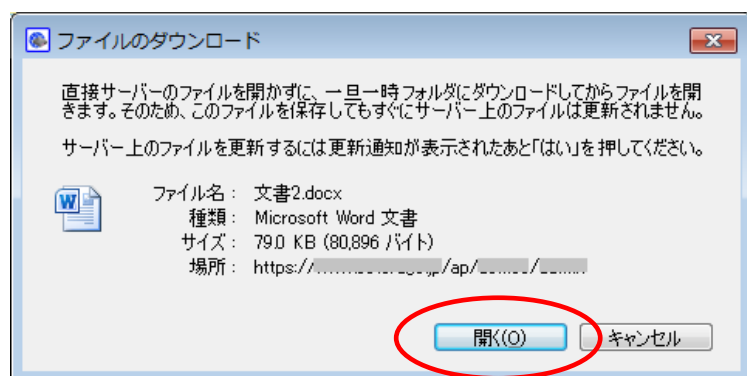 ファイルのダウンロード
直接サーバーのファイルを開かずに、一旦一時フォルダにダウンロードしてからファイルを開
きます。そのため、このファイルを保存してもすぐにサーバー上のファイルは更新されません。
サーバー上のファイルを更新するには更新通知が表示されたあと「はい」を押してください。
ファイル名： 文書2.docx
種類： Microsoft Word 文書
サイズ： 79.0 KB (80,896 バイト)
場所： https:// /ap/
開く(O) キャンセル